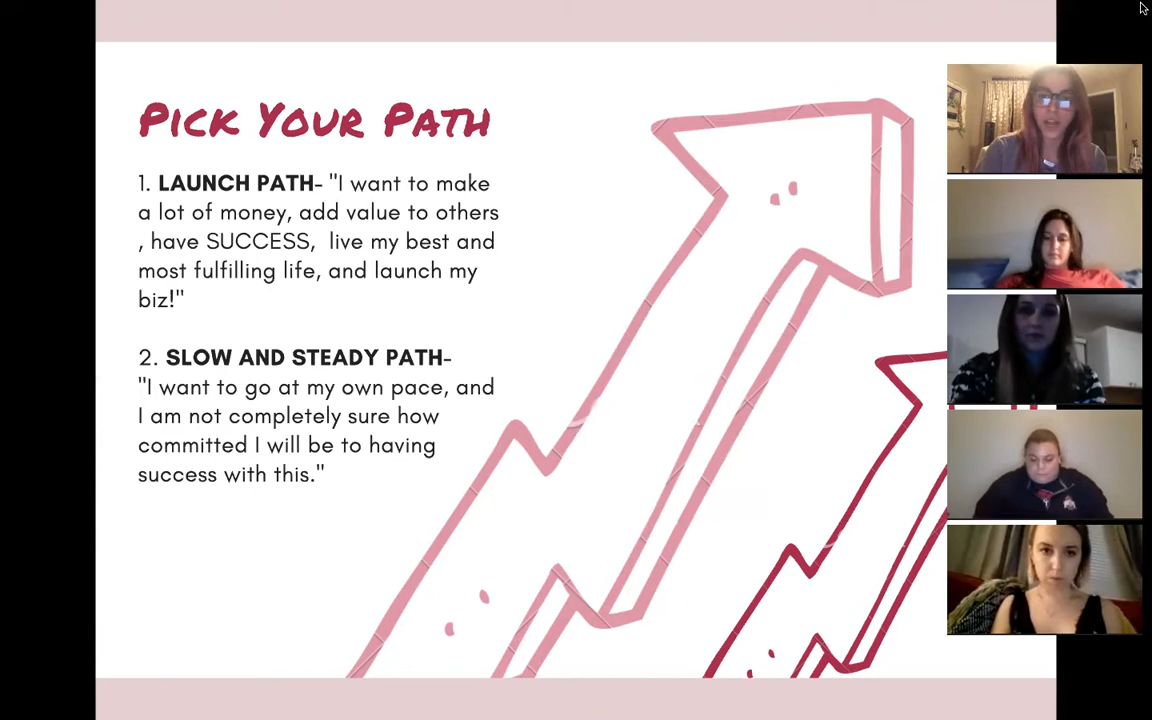 Pick Your Path
1. LAUNCH PATH- "I want to make
a lot of money, add value to others
, have SUCCESS,  live my best and
most fulfilling life, and launch my
biz!"
2. SLOW AND STEADY PATH-
"I want to go at my own pace, and
I am not completely sure how
committed I will be to having
success with this."